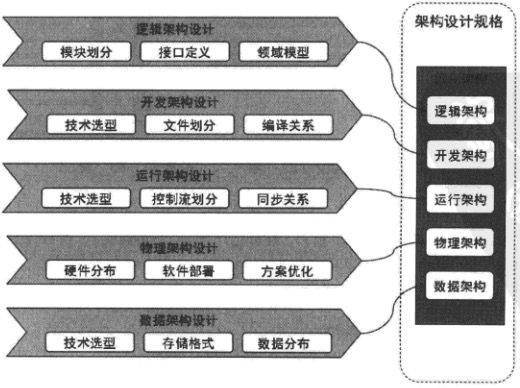 逻辑架构设计
模块划分 接口定义 领域模型
开发架构设计
技术选型 文件划分 编译关系
运行架构设计
技术选型 控制流划分 同步关系
物理架构设计
硬件分布 软件部署 方案优化
数据架构设计
技术选型 存储格式 数据分布
架构设计规格
逻辑架构
开发架构
运行架构
物理架构
数据架构